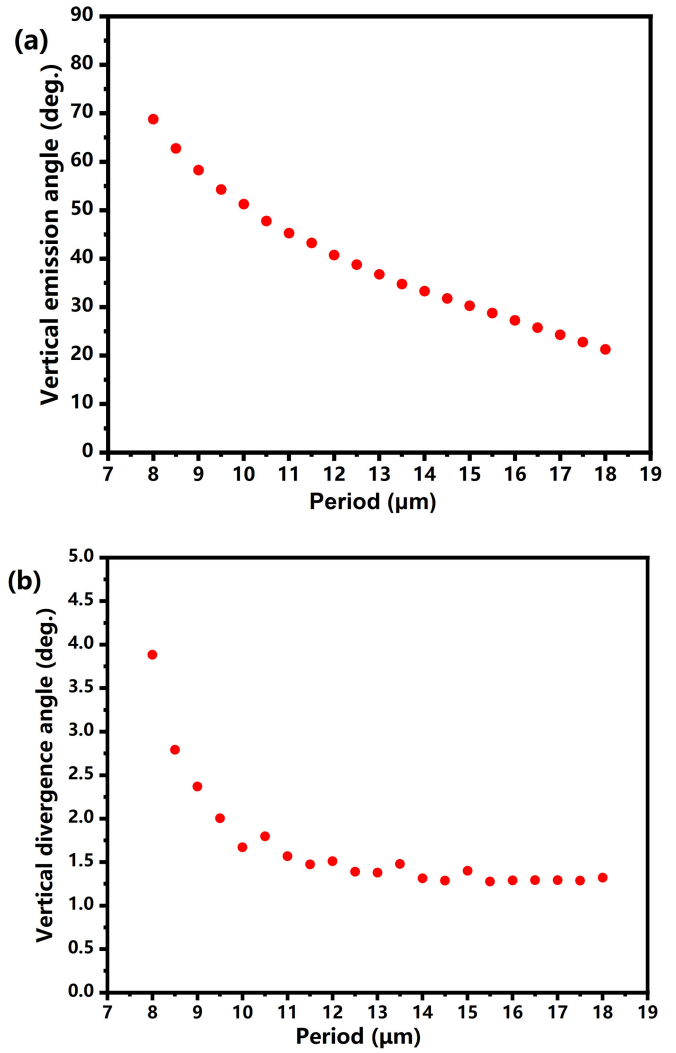 (a)
Vertical emission angle (deg.)
90
80
70
60
50
40
30
20
10
0
7 8 9 10 11 12 13 14 15 16 17 18 19
Period (μm)
(b)
Vertical divergence angle (deg.)
5.0
4.5
4.0
3.5
3.0
2.5
2.0
1.5
1.0
0.5
0.0
7 8 9 10 11 12 13 14 15 16 17 18 19
Period (μm)